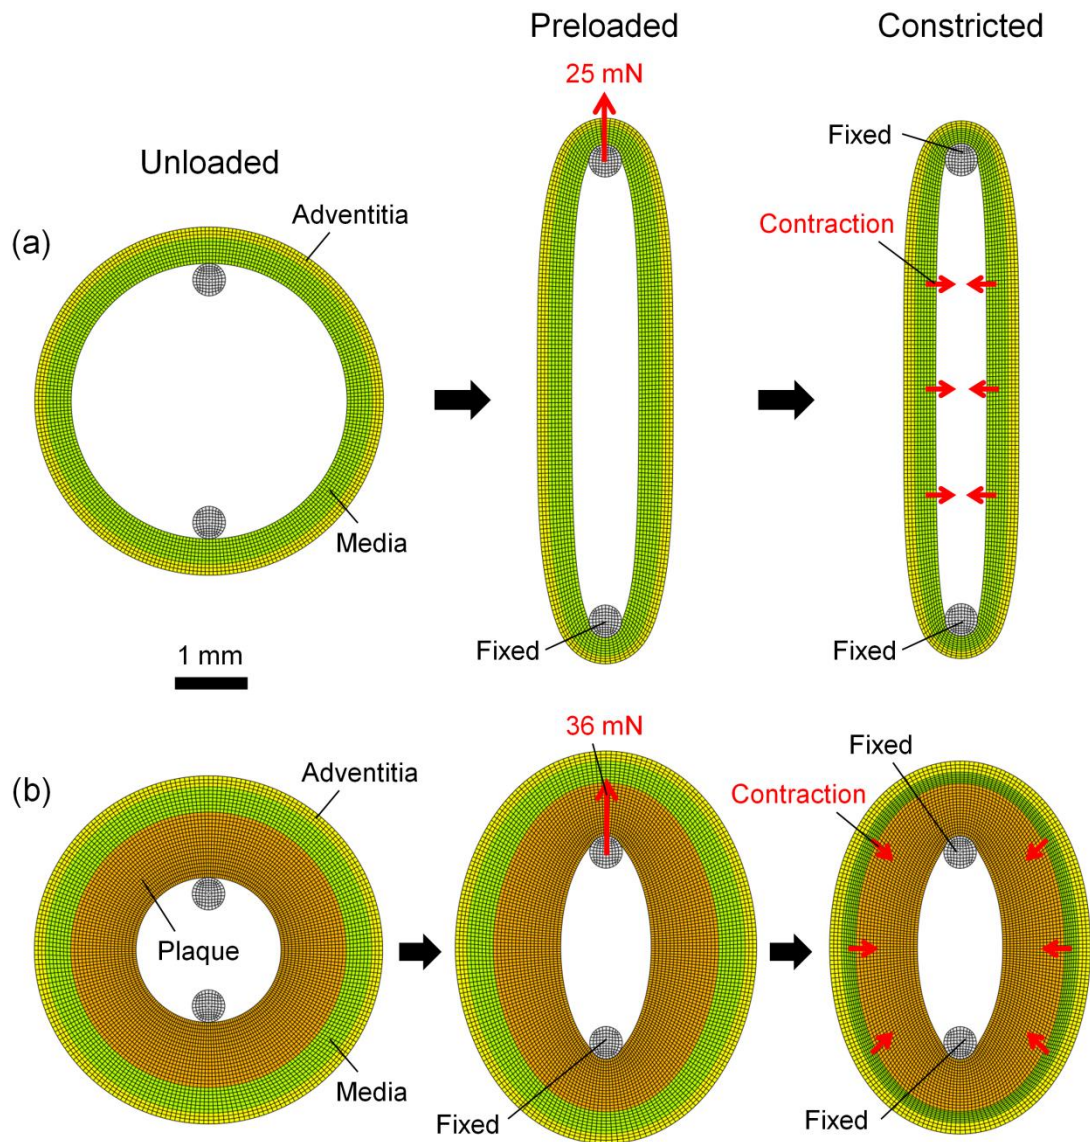 Preloaded
Constricted
25 mN
Unloaded
Fixed
Adventitia
(a)
Contraction
Media
Fixed
Fixed
1 mm
36 mN
Fixed
Adventitia
(b)
Contraction
Plaque
Media
Fixed
Fixed